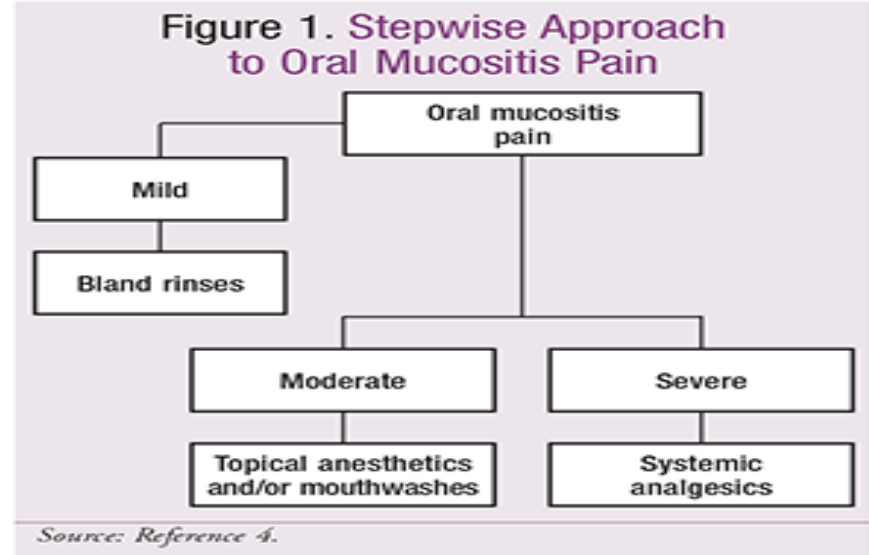 Figure 1. Stepwise Approach
to Oral Mucositis Pain
Oral mucositis
pain
Mild
Bland rinses
Moderate
Severe
Topical anesthetics
and/or mouthwashes
Systemic
analgesics
Source: Reference 4.